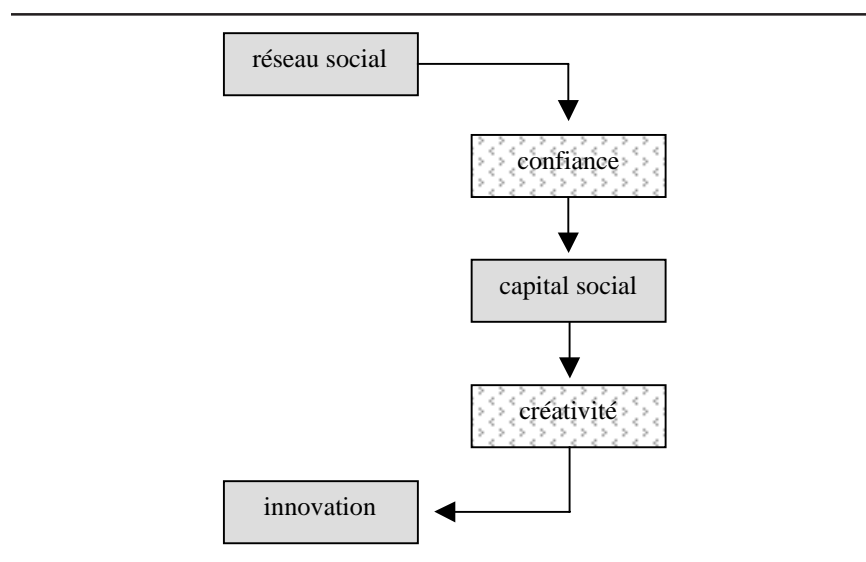 réseau social
confiance
capital social
créativité
innovation